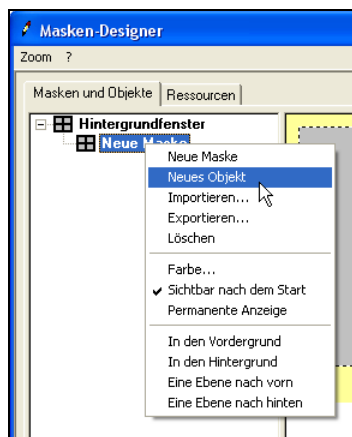 Masken-Designer
Zoom ?
Masken und Objekte Ressourcen
Hintergrundfenster
Neue Maske
Neue Maske
Neues Objekt
Importieren...
Exportieren...
Löschen
Farbe...
Sichtbar nach dem Start
Permanente Anzeige
In den Vordergrund
In den Hintergrund
Eine Ebene nach vorn
Eine Ebene nach hinten